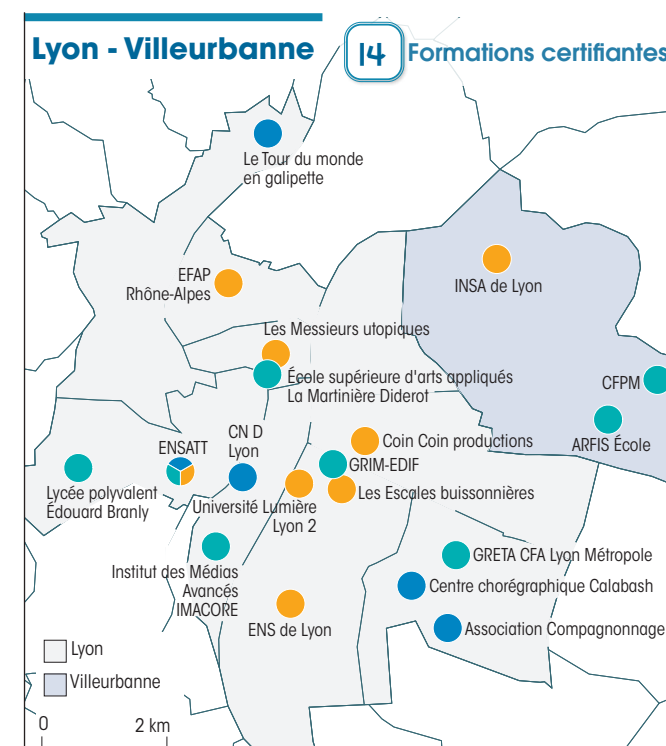 Lyon - Villeurbanne
14 Formations certifiantes
Le Tour du monde
en galipette
EFAP
Rhône-Alpes
INSA de Lyon
Les Messieurs utopiques
École supérieure d'arts appliqués
La Martinière Diderot
CFPM
ARFIS École
CN D
Lyon
ENSATT
Coin Coin productions
GRIM-EDIF
Lycée polyvalent
Édouard Branly
Université Lumière
Lyon 2
Les Escales buissonnières
Institut des Médias
Avancés
IMACORE
GRETA CFA Lyon Métropole
Centre chorégraphique Calabash
ENS de Lyon
Association Compagnonnage
Lyon
Villeurbanne
0 2 km